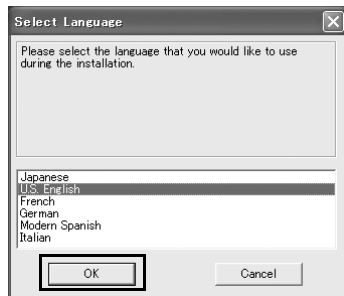 Select Language
Please select the language that you would like to use
during the installation.
Japanese
U.S. English
French
German
Modern Spanish
Italian
OK
Cancel